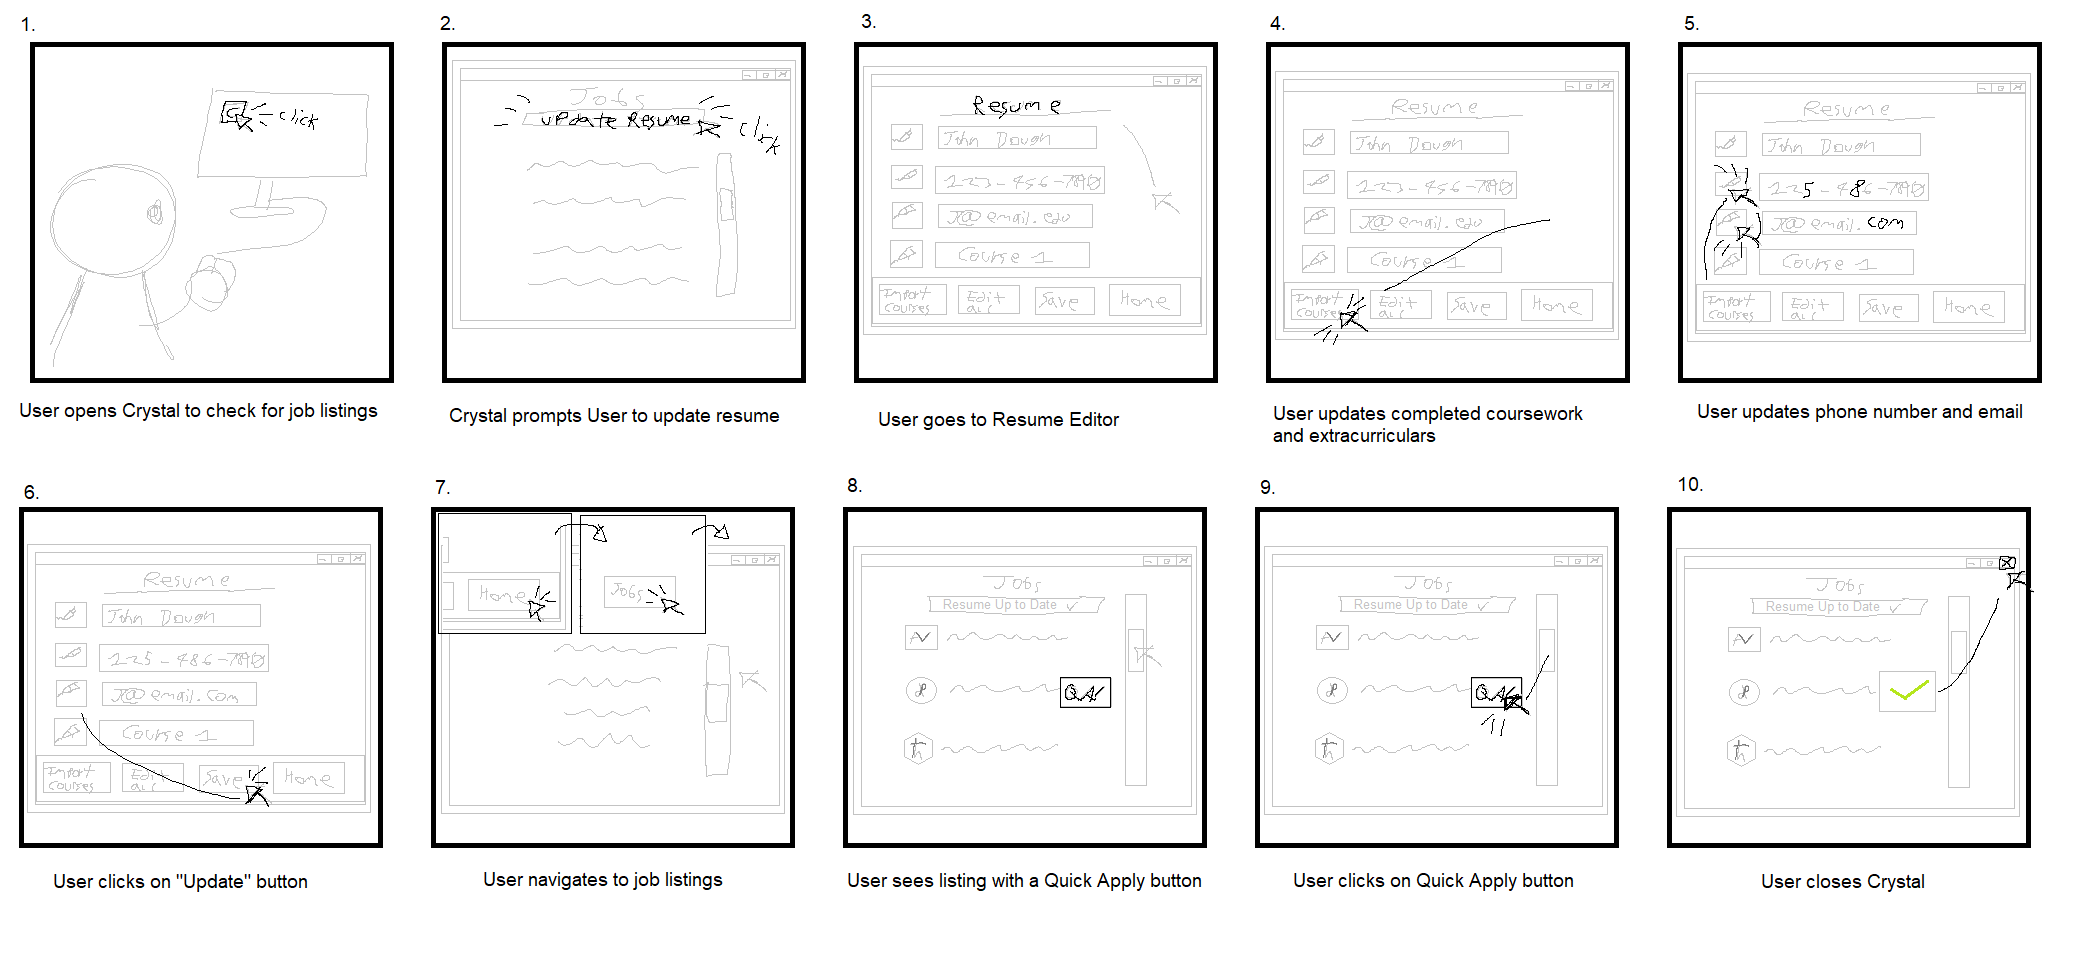 1.
C
click
User opens Crystal to check for job listings
2.
Jobs
update Resume
click
Crystal prompts User to update resume
3.
Resume
John Dough
123-456-7890
J@email.edu
Course 1
Import
Courses
Edit
all
Save
Home
User goes to Resume Editor
4.
Resume
John Dough
123-456-7890
J@email.edu
Course 1
Import
Courses
Edit
all
Save
Home
User updates completed coursework
and extracurriculars
5.
Resume
John Dough
125-486-7890
J@email.com
Course 1
Import
Courses
Edit
all
Save
Home
User updates phone number and email
6.
Resume
John Dough
125-486-7890
J@email.com
Course 1
Import
Courses
Edit
all
Save
Home
User clicks on "Update" button
7.
Home
Jobs
User navigates to job listings
8.
Jobs
Resume Up to Date
QA
User sees listing with a Quick Apply button
9.
Jobs
Resume Up to Date
QA
User clicks on Quick Apply button
10.
Jobs
Resume Up to Date
User closes Crystal